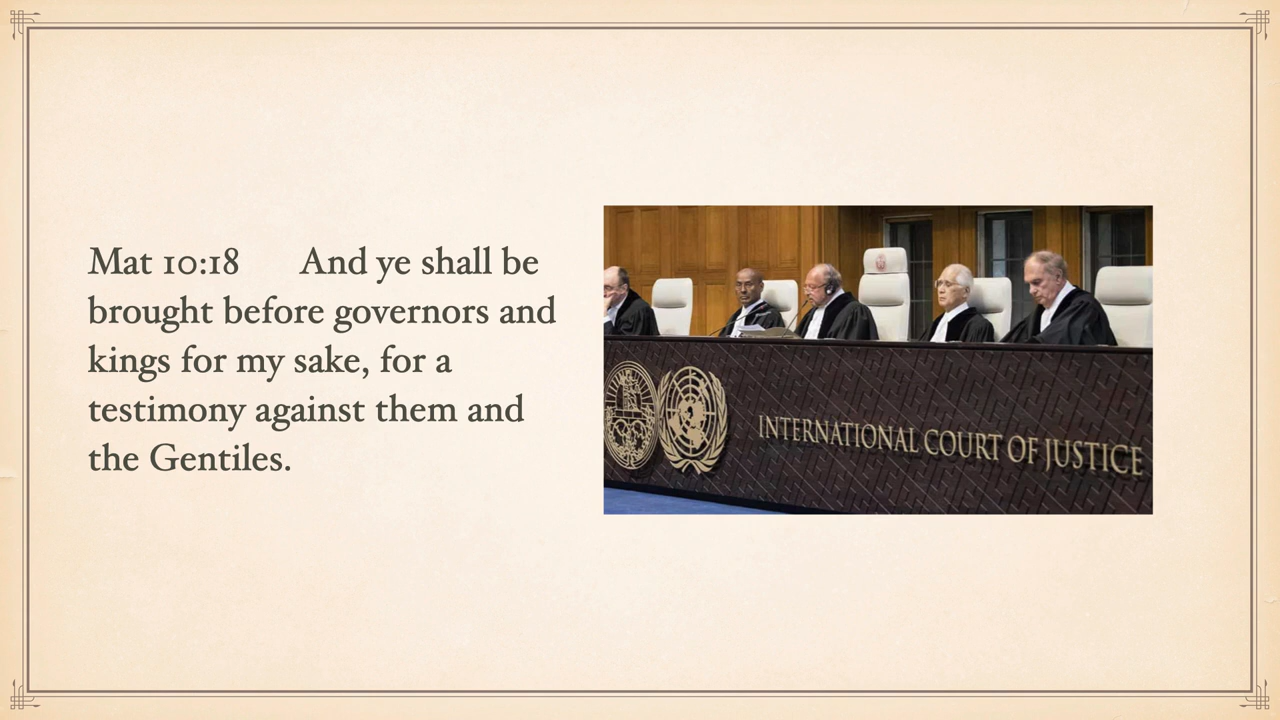 Mat 10:18 And ye shall be
brought before governors and
kings for my sake, for a
testimony against them and
the Gentiles.
INTERNATIONAL COURT OF JUSTICE